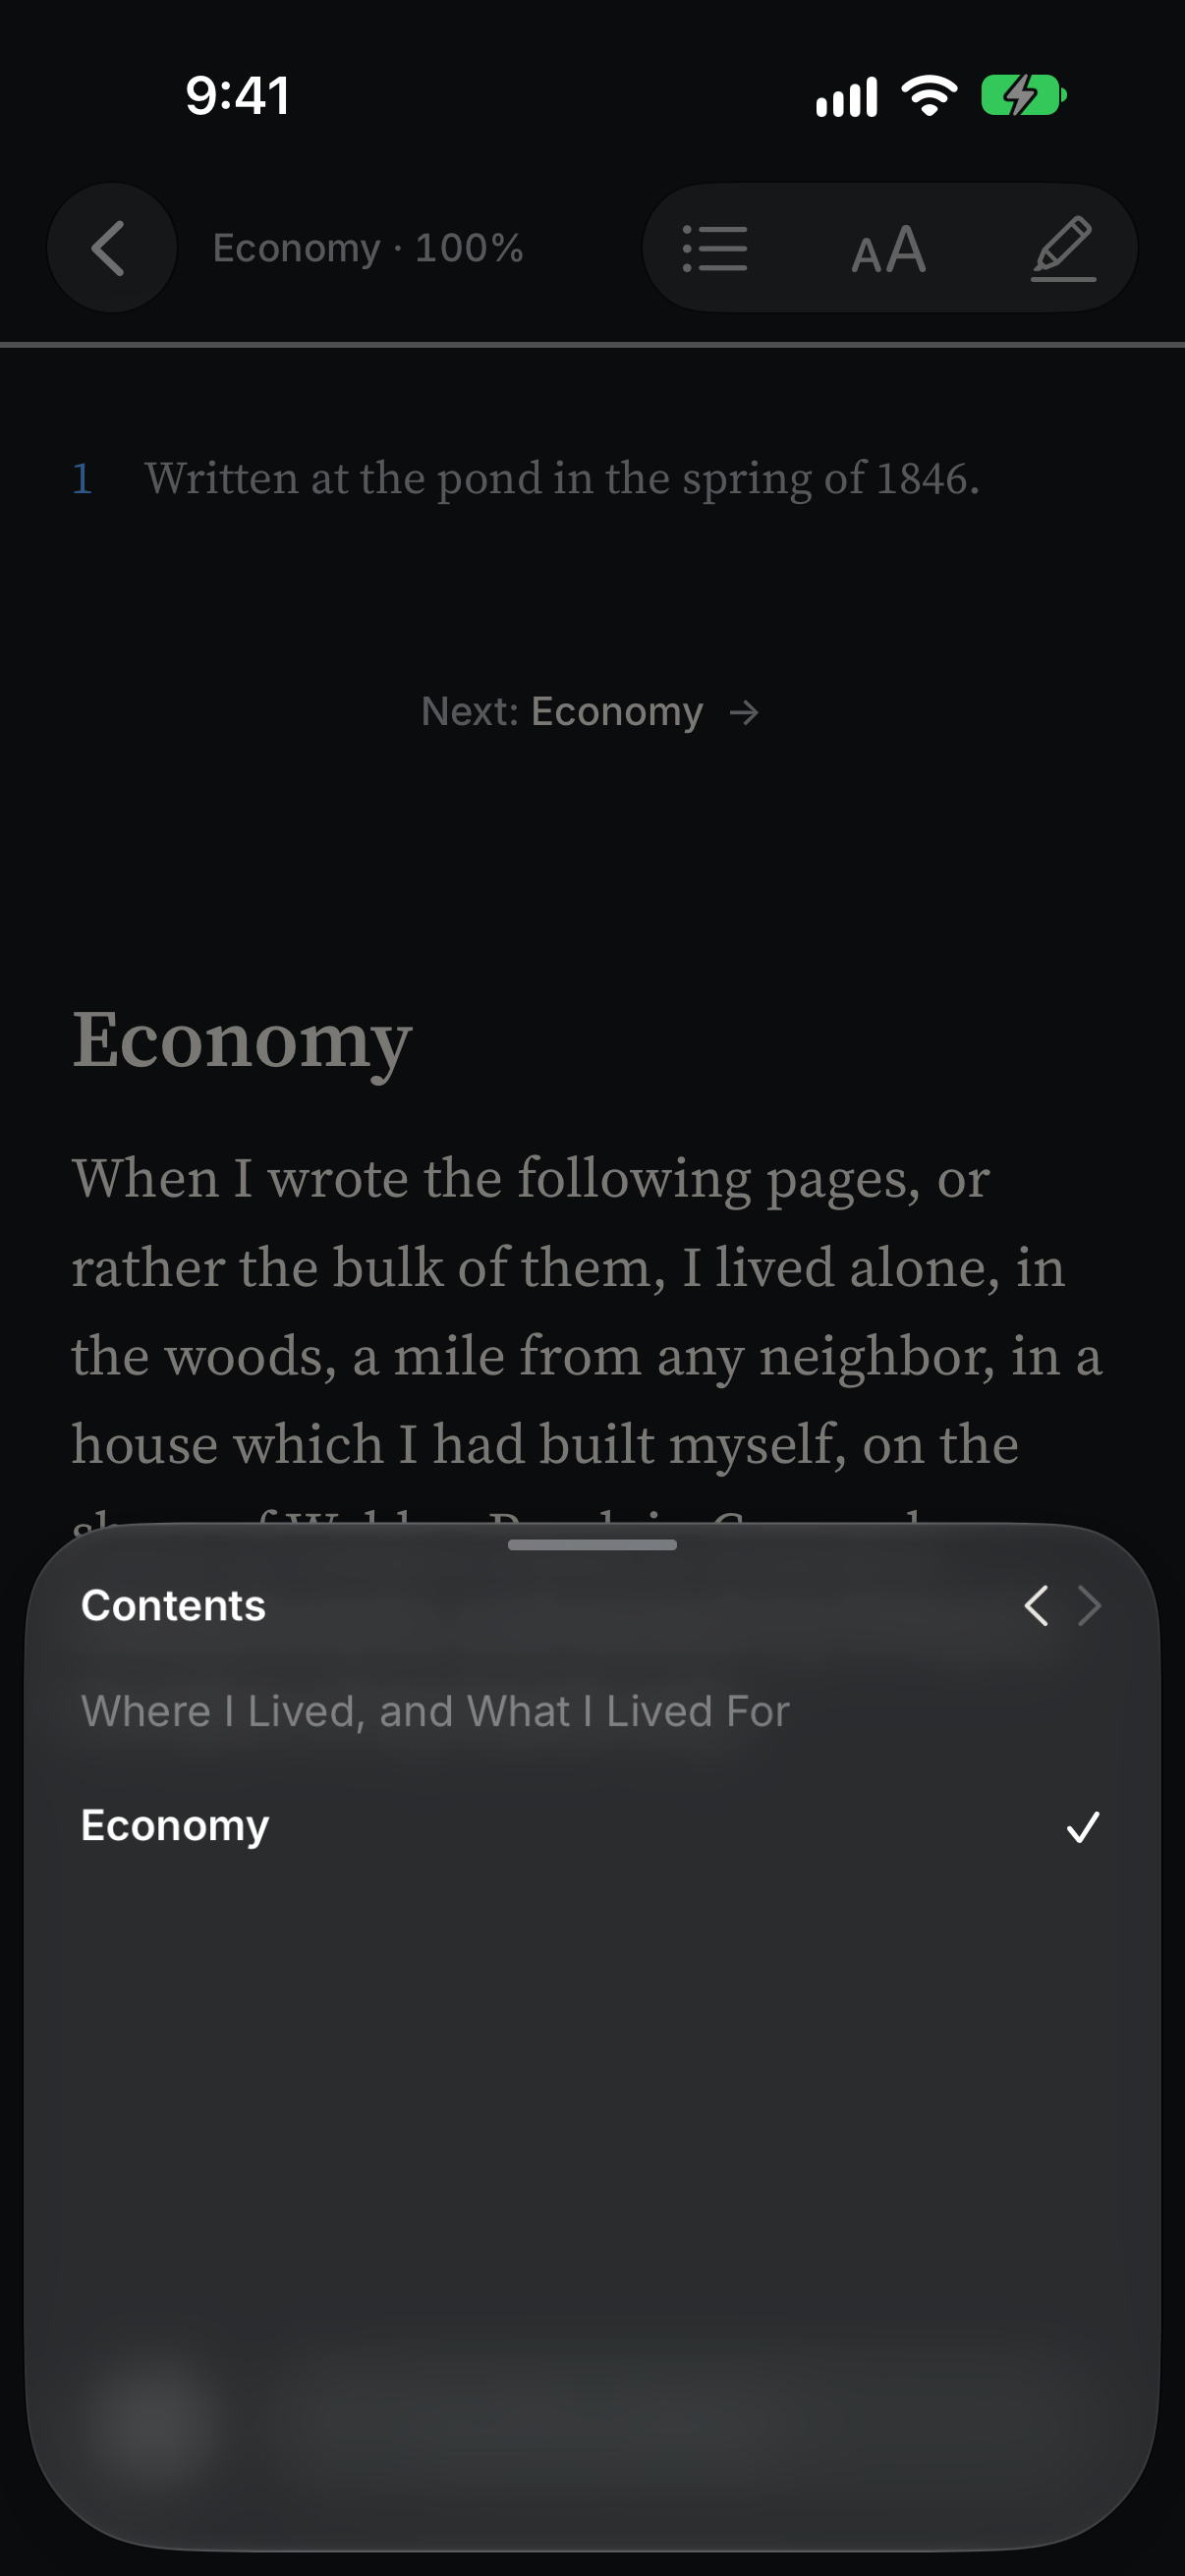 9:41
Economy · 100%
AA
1 Written at the pond in the spring of 1846.
Next: Economy →
Economy
When I wrote the following pages, or
rather the bulk of them, I lived alone, in
the woods, a mile from any neighbor, in a
house which I had built myself, on the
Contents
Where I Lived, and What I Lived For
Economy